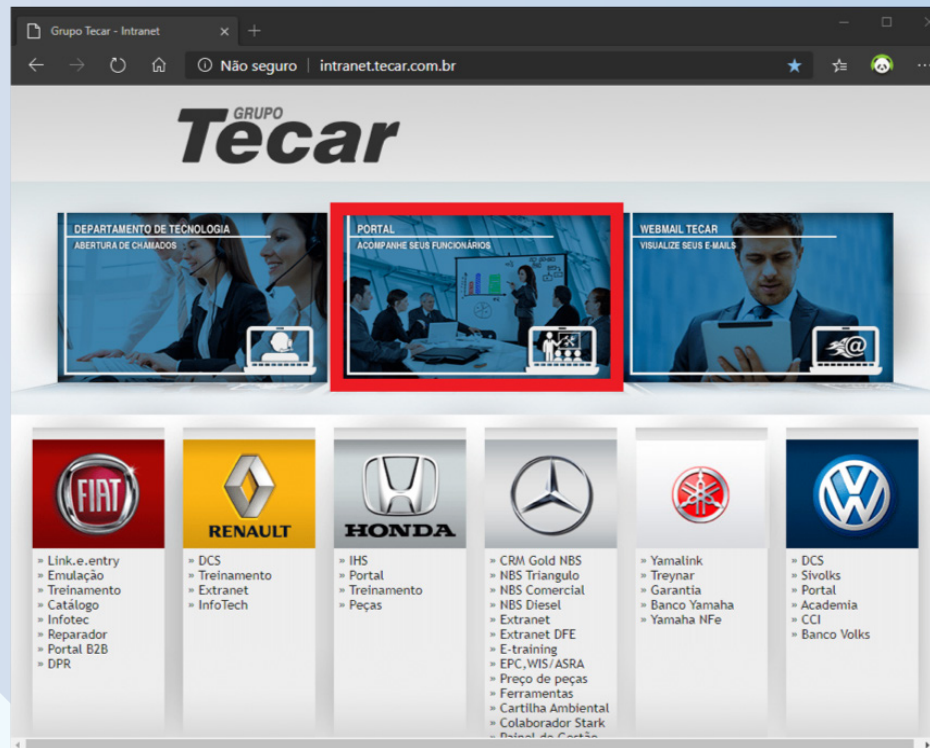 Grupo Tecar - Intranet
Não seguro | intranet.tecar.com.br
GRUPO
Tecar
DEPARTAMENTO DE TECNOLOGIA
ABERTURA DE CHAMADOS
PORTAL
ACOMPANHE SEUS FUNCIONÁRIOS
WEBMAIL TECAR
VISUALIZE SEUS E-MAILS
FIAT
» Link.e.entry
» Emulação
» Treinamento
» Catálogo
» Infotec
» Reparador
» Portal B2B
» DPR
RENAULT
» DCS
» Treinamento
» Extranet
» InfoTech
HONDA
» IHS
» Portal
» Treinamento
» Peças
» CRM Gold NBS
» NBS Triangulo
» NBS Comercial
» NBS Diesel
» Extranet
» Extranet DFE
» E-training
» EPC,WIS/ASRA
» Preço de peças
» Ferramentas
» Cartilha Ambiental
» Colaborador Stark
» Painel de Gestão
» Yamalink
» Treynar
» Garantia
» Banco Yamaha
» Yamaha NFe
» DCS
» Sivolks
» Portal
» Academia
» CCI
» Banco Volks